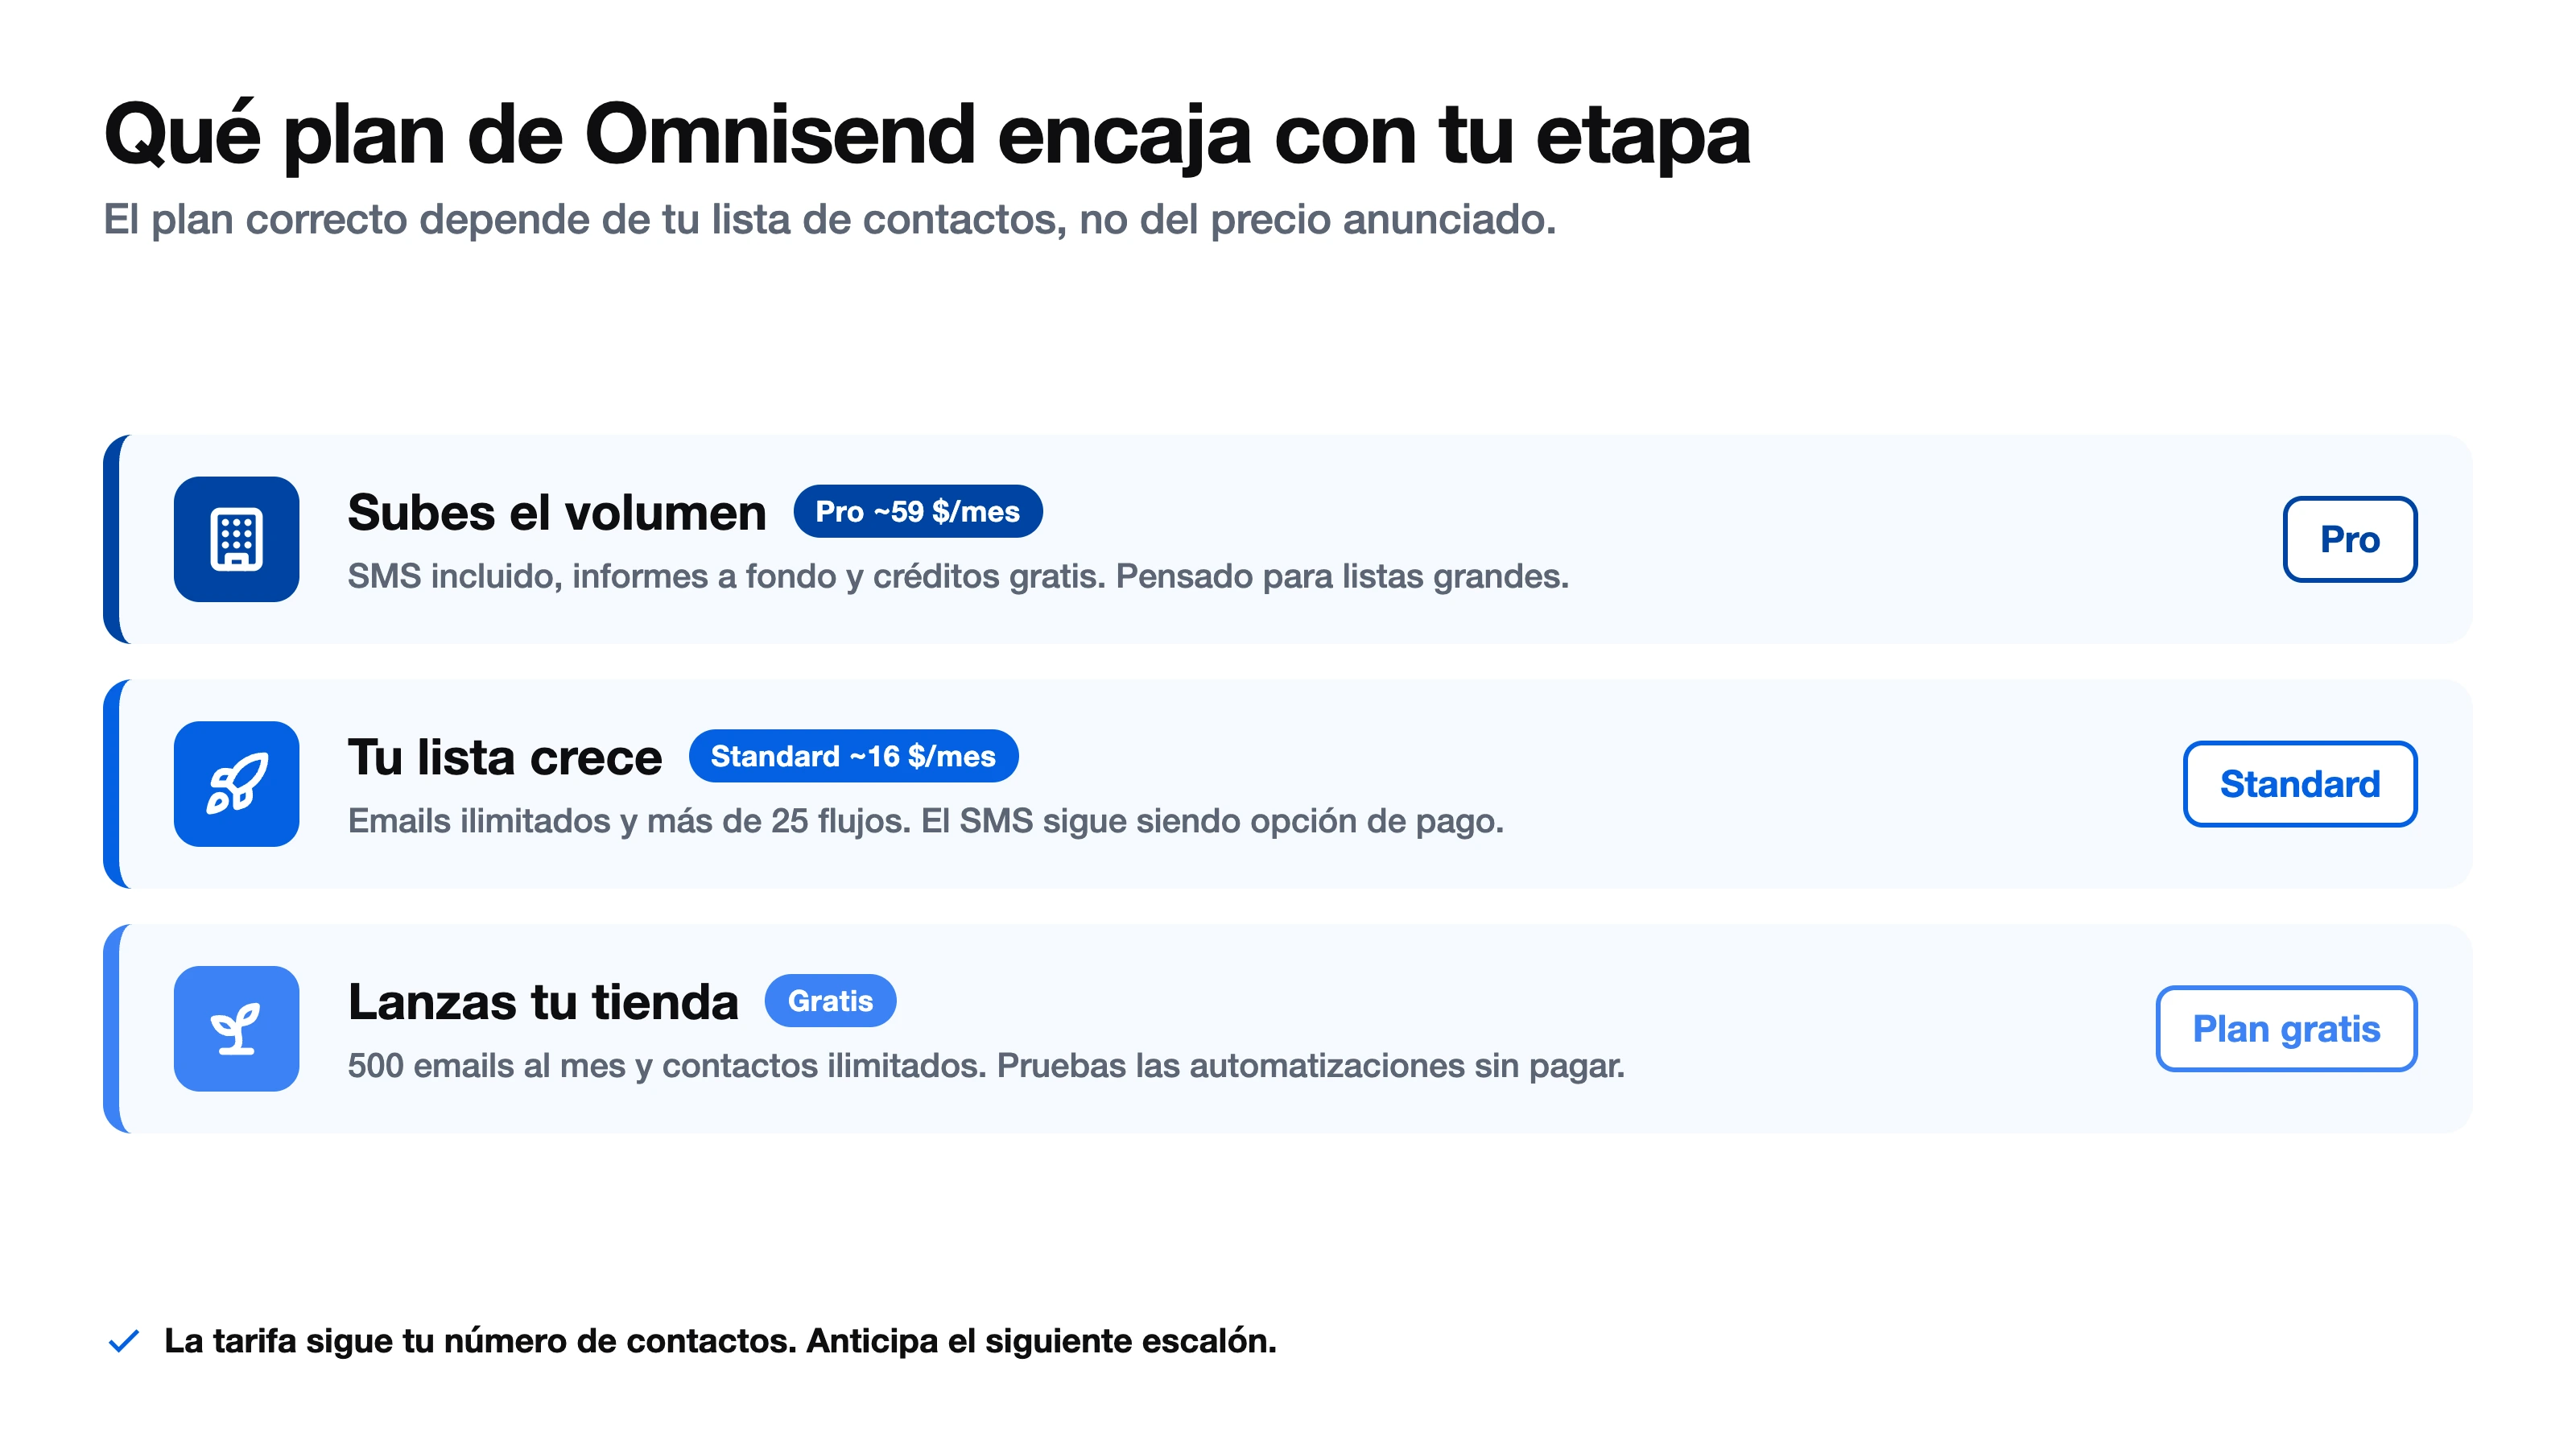 Qué plan de Omnisend encaja con tu etapa
El plan correcto depende de tu lista de contactos, no del precio anunciado.
Subes el volumen
Pro ~59 $/mes
SMS incluido, informes a fondo y créditos gratis. Pensado para listas grandes.
Pro
Tu lista crece
Standard ~16 $/mes
Emails ilimitados y más de 25 flujos. El SMS sigue siendo opción de pago.
Standard
Lanzas tu tienda
Gratis
500 emails al mes y contactos ilimitados. Pruebas las automatizaciones sin pagar.
Plan gratis
La tarifa sigue tu número de contactos. Anticipa el siguiente escalón.